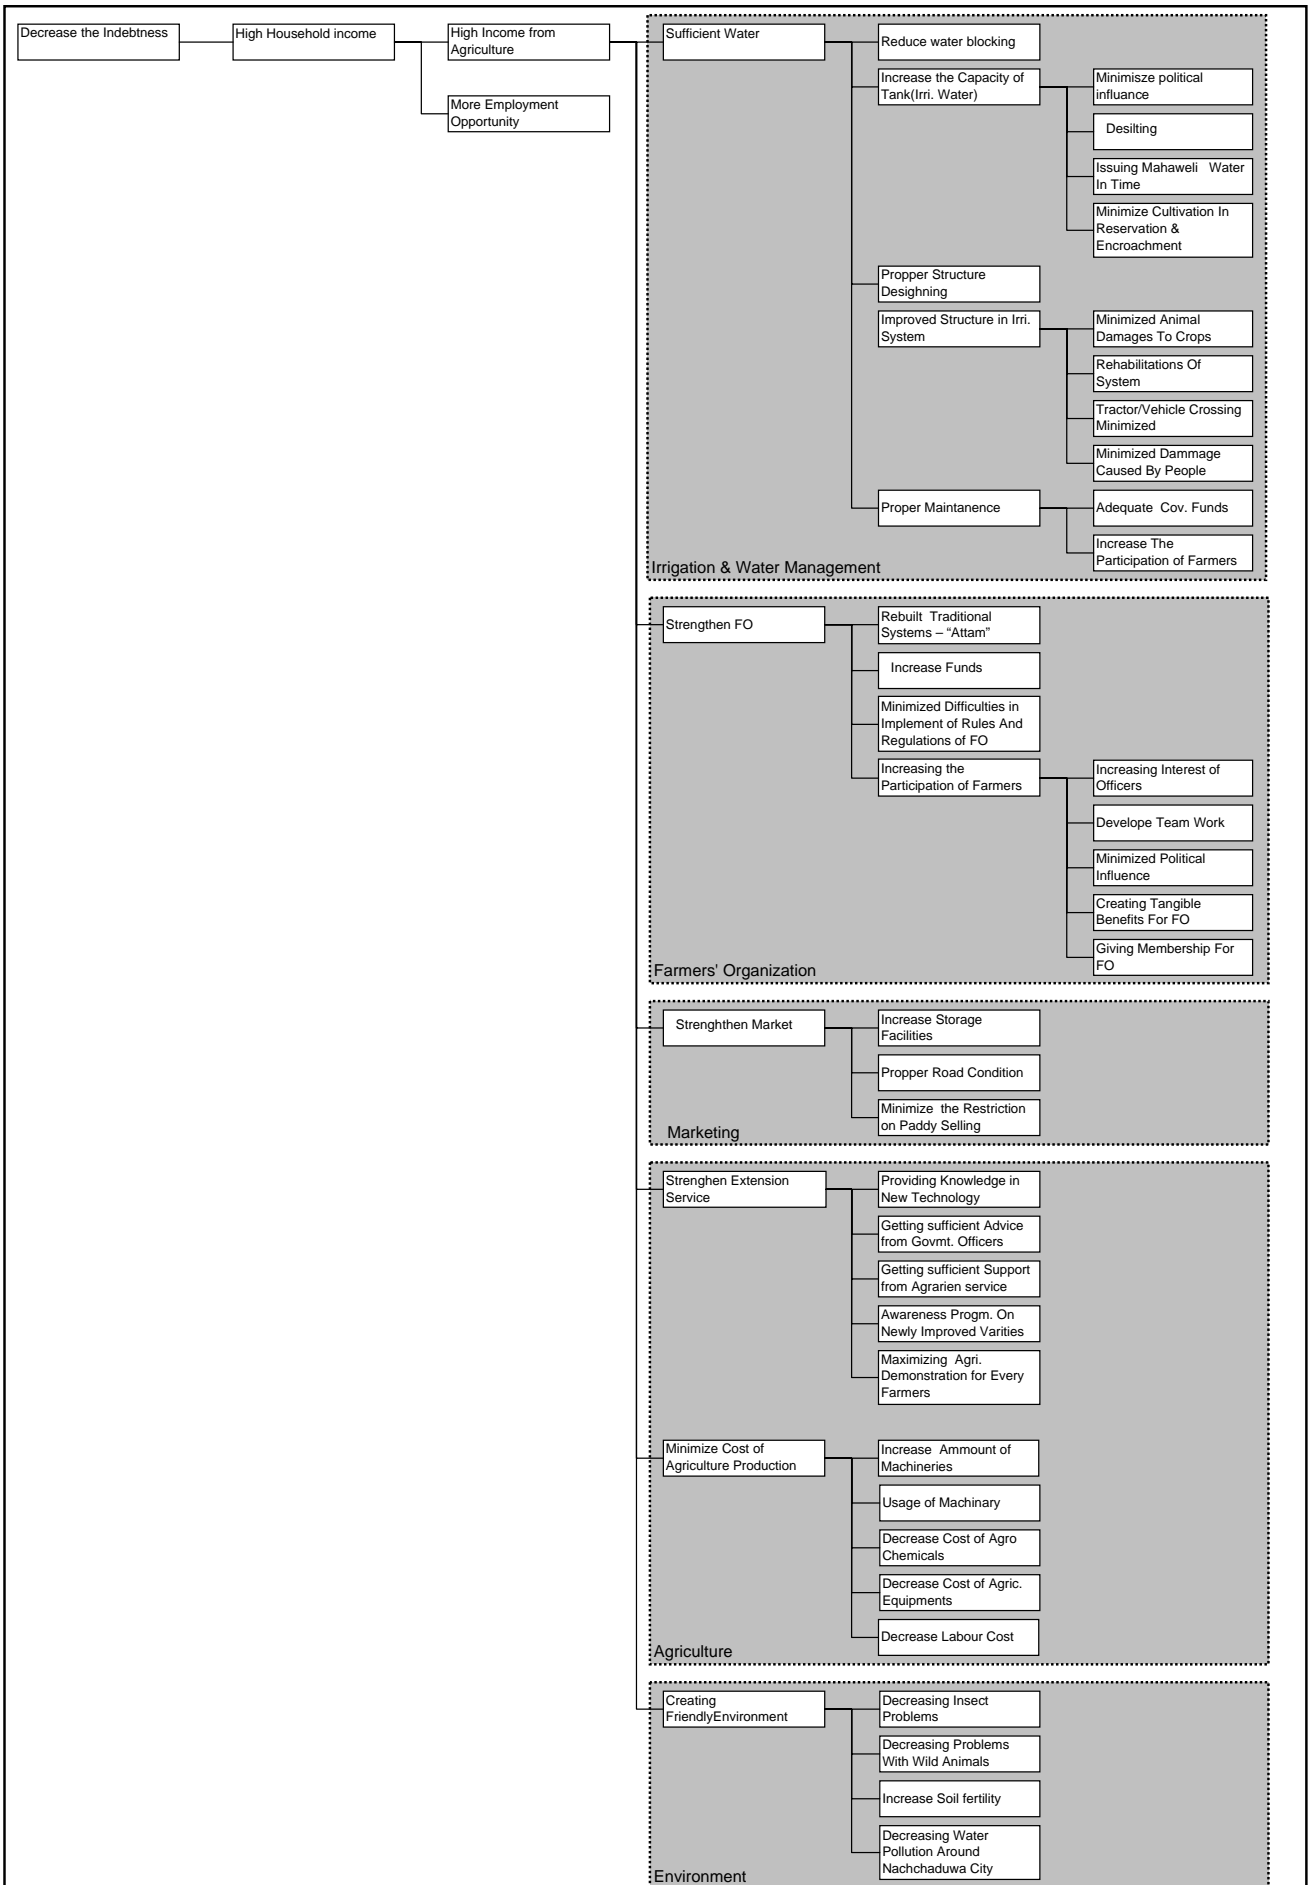 Decrease the Indebtness
High Household income
High Income from
Agriculture
More Employment
Opportunity
Sufficient Water
Reduce water blocking
Increase the Capacity of
Tank(Irri. Water)
Minimisze political
influance
Desilting
Issuing Mahaweli Water
In Time
Minimize Cultivation In
Reservation &
Encroachment
Propper Structure
Desighning
Improved Structure in Irri.
System
Minimized Animal
Damages To Crops
Rehabilitations Of
System
Tractor/Vehicle Crossing
Minimized
Minimized Dammage
Caused By People
Proper Maintanence
Adequate Cov. Funds
Increase The
Participation of Farmers
Irrigation & Water Management
Strengthen FO
Rebuilt Traditional
Systems – “Attam”
Increase Funds
Minimized Difficulties in
Implement of Rules And
Regulations of FO
Increasing the
Participation of Farmers
Increasing Interest of
Officers
Develope Team Work
Minimized Political
Influence
Creating Tangible
Benefits For FO
Giving Membership For
FO
Farmers' Organization
Strenghthen Market
Increase Storage
Facilities
Propper Road Condition
Minimize the Restriction
on Paddy Selling
Marketing
Strenghen Extension
Service
Providing Knowledge in
New Technology
Getting sufficient Advice
from Govmt. Officers
Getting sufficient Support
from Agrarien service
Awareness Progm. On
Newly Improved Varities
Maximizing Agri.
Demonstration for Every
Farmers
Minimize Cost of
Agriculture Production
Increase Ammount of
Machineries
Usage of Machinary
Decrease Cost of Agro
Chemicals
Decrease Cost of Agric.
Equipments
Decrease Labour Cost
Agriculture
Creating
FriendlyEnvironment
Decreasing Insect
Problems
Decreasing Problems
With Wild Animals
Increase Soil fertility
Decreasing Water
Pollution Around
Nachchaduwa City
Environment